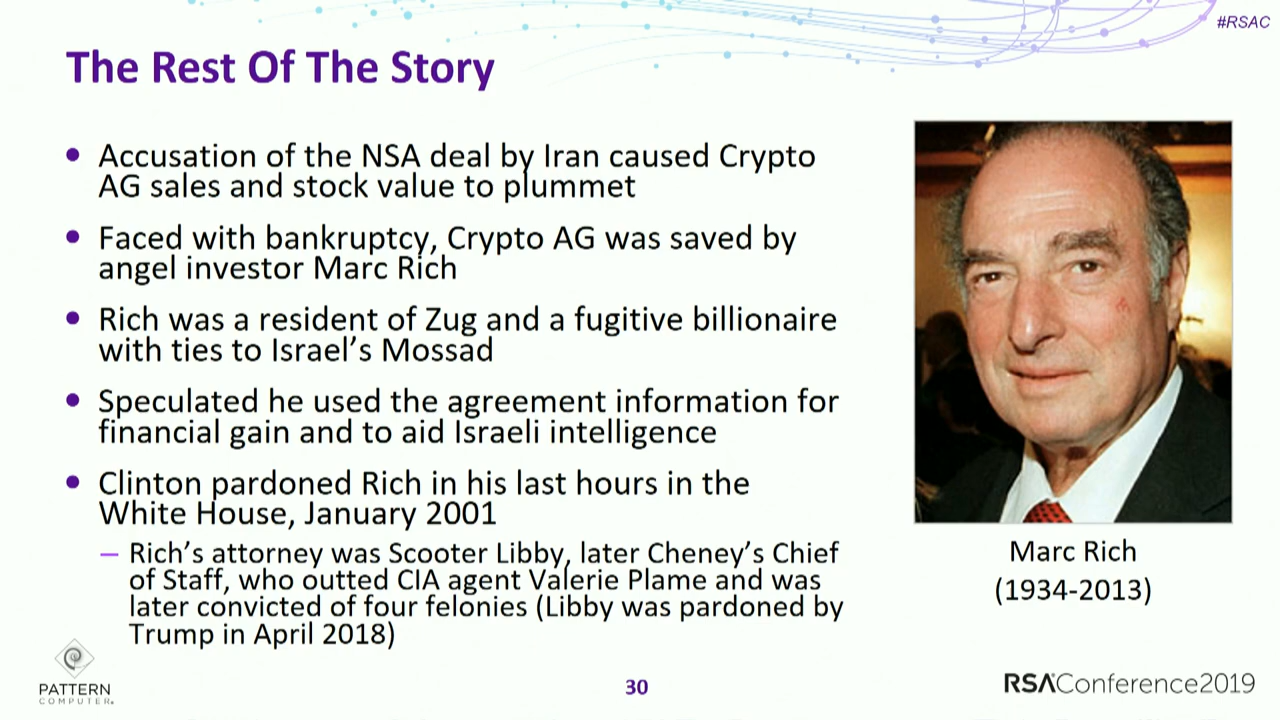 #RSAC
The Rest Of The Story
• Accusation of the NSA deal by Iran caused Crypto
AG sales and stock value to plummet
• Faced with bankruptcy, Crypto AG was saved by
angel investor Marc Rich
• Rich was a resident of Zug and a fugitive billionaire
with ties to Israel's Mossad
• Speculated he used the agreement information for
financial gain and to aid Israeli intelligence
• Clinton pardoned Rich in his last hours in the
White House, January 2001
– Rich's attorney was Scooter Libby, later Cheney's Chief
of Staff, who outted CIA agent Valerie Plame and was
later convicted of four felonies (Libby was pardoned by
Trump in April 2018)
Marc Rich
(1934-2013)
PATTERN
COMPUTER
30
RSAConference2019